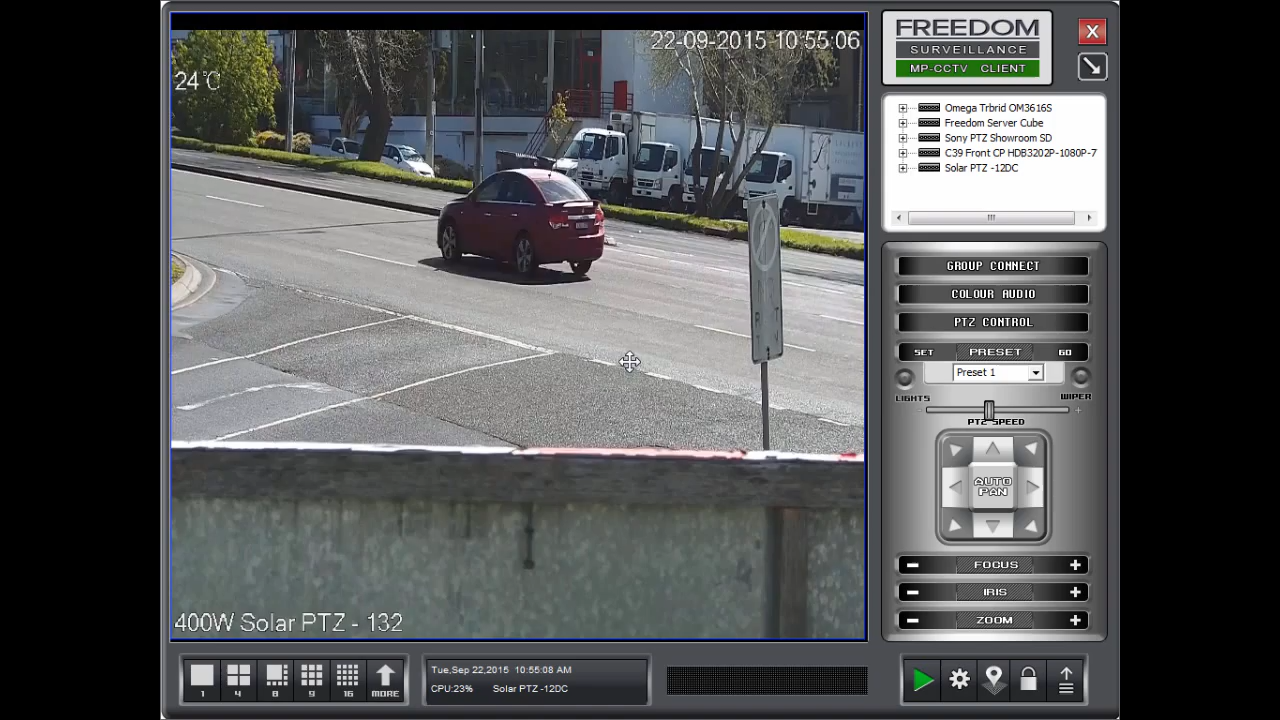 22-09-2015 10:55:06
24°C
400W Solar PTZ - 132
FREEDOM
SURVEILLANCE
MP-CCTV CLIENT
X
Omega Trbrid OM3616S
Freedom Server Cube
Sony PTZ Showroom SD
C39 Front CP HDB3202P-1080P-7
Solar PTZ -12DC
GROUP CONNECT
COLOUR AUDIO
PTZ CONTROL
SET PRESET GO
Preset 1
LIGHTS WIPER
- +
PTZ SPEED
AUTO
PAN
- FOCUS +
- IRIS +
- ZOOM +
1 4 8 9 16 MORE
Tue,Sep 22,2015 10:55:08 AM
CPU:23% Solar PTZ -12DC